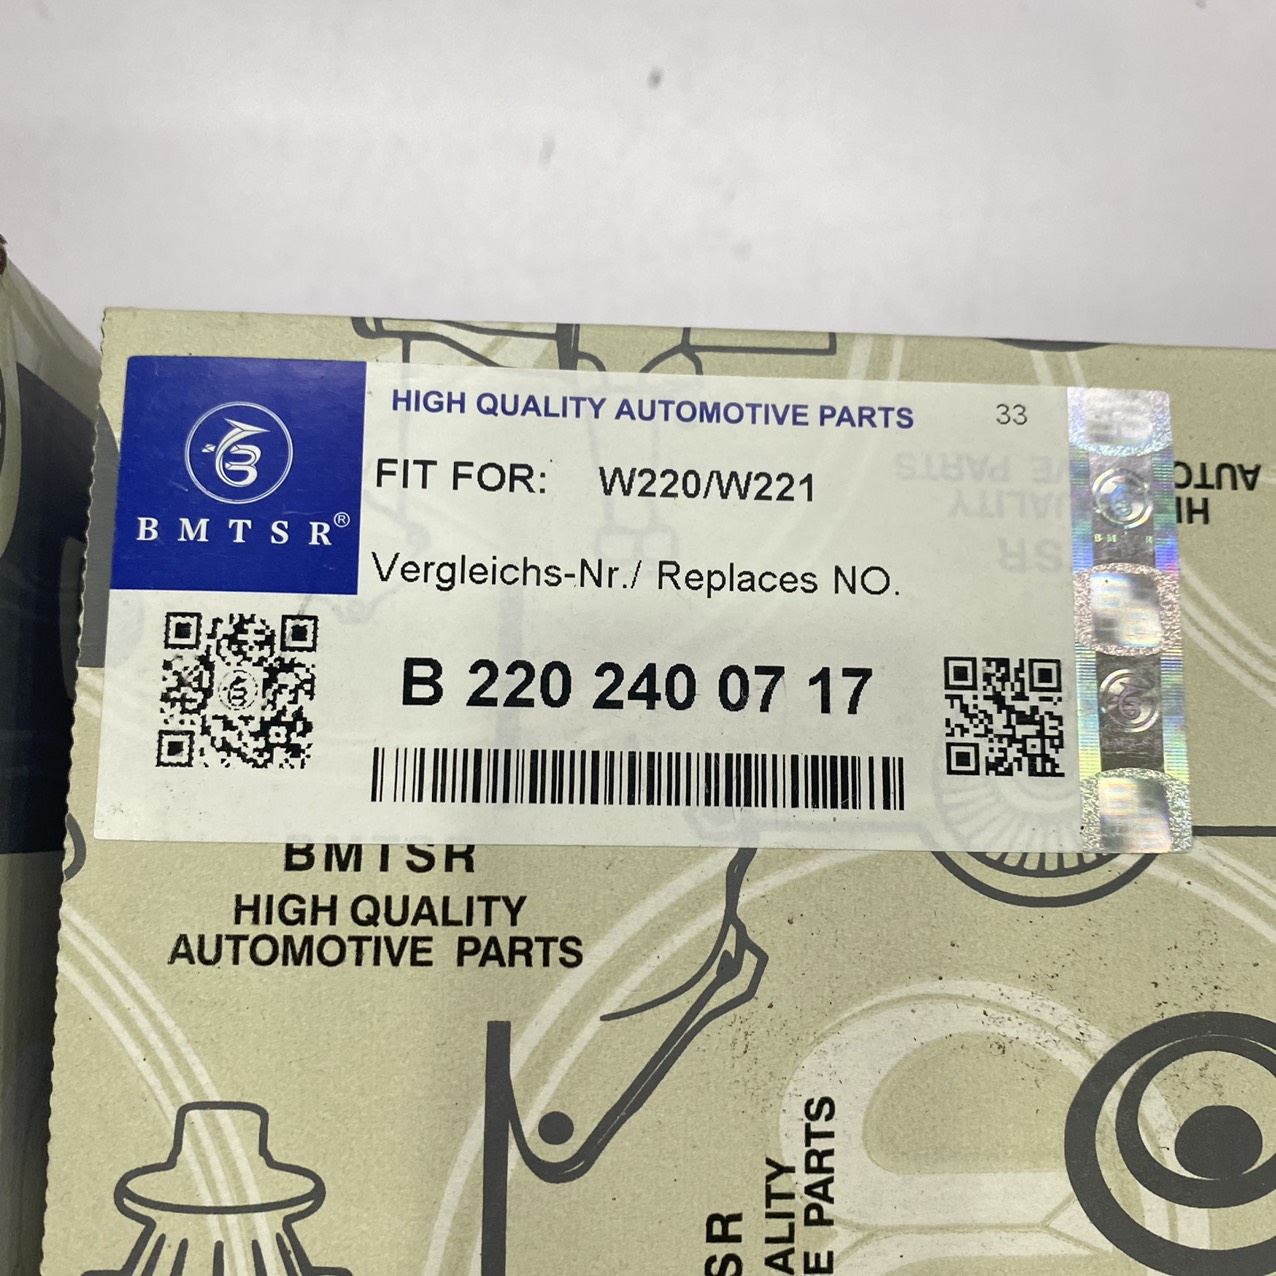 HIGH QUALITY AUTOMOTIVE PARTS 33
FIT FOR: W220/W221
BMTSR®
Vergleichs-Nr./ Replaces NO.
B 220 240 07 17
BMTSR
HIGH QUALITY
AUTOMOTIVE PARTS